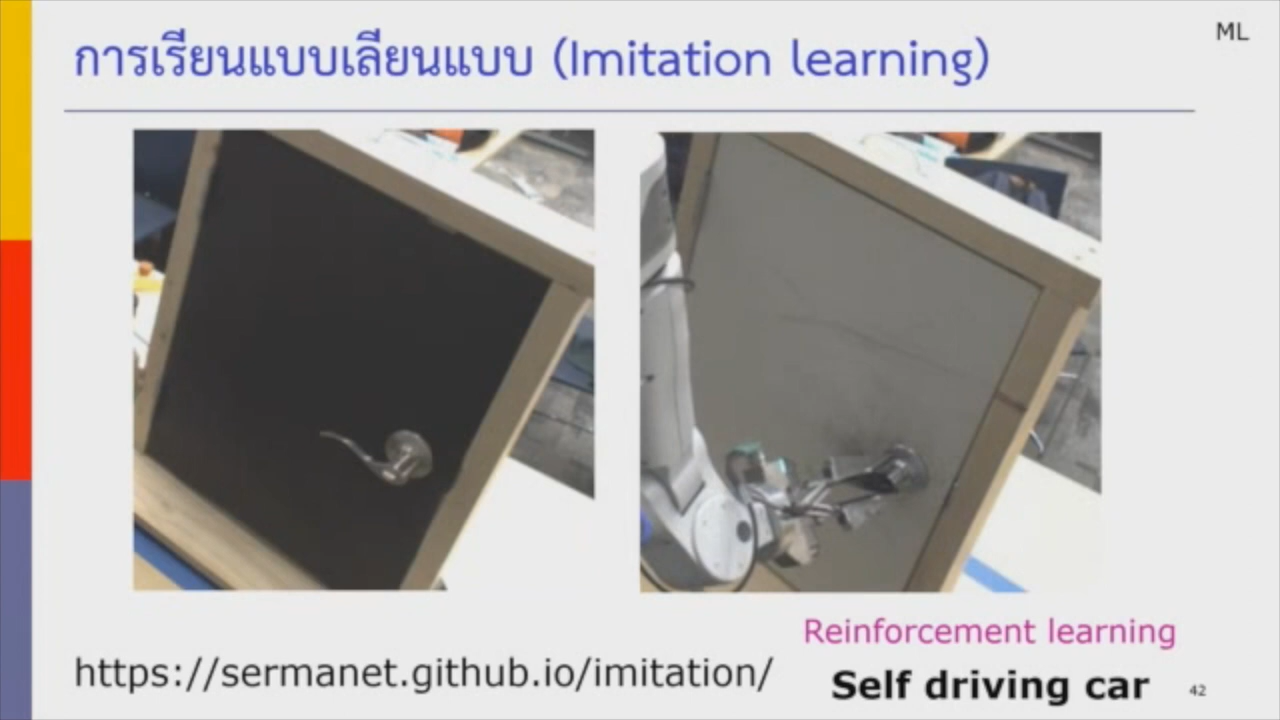 ML
การเรียนแบบเลียนแบบ (Imitation learning)
Reinforcement learning
https://sermanet.github.io/imitation/
Self driving car
42